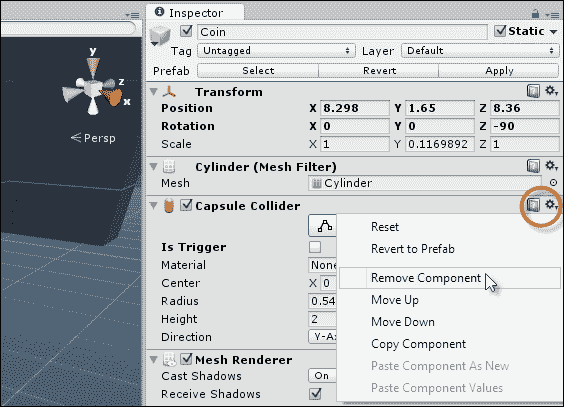 Inspector
Coin
Static
Tag Untagged Layer Default
Prefab Select Revert Apply
y
z
x
Persp
Transform
Position X 8.298 Y 1.65 Z 8.36
Rotation X 0 Y 0 Z -90
Scale X 1 Y 0.1169892 Z 1
Cylinder (Mesh Filter)
Mesh Cylinder
Capsule Collider
Is Trigger
Material None
Center X 0
Radius 0.54
Height 2
Direction Y-Ax
Reset
Revert to Prefab
Remove Component
Move Up
Move Down
Copy Component
Paste Component As New
Paste Component Values
Mesh Renderer
Cast Shadows On
Receive Shadows